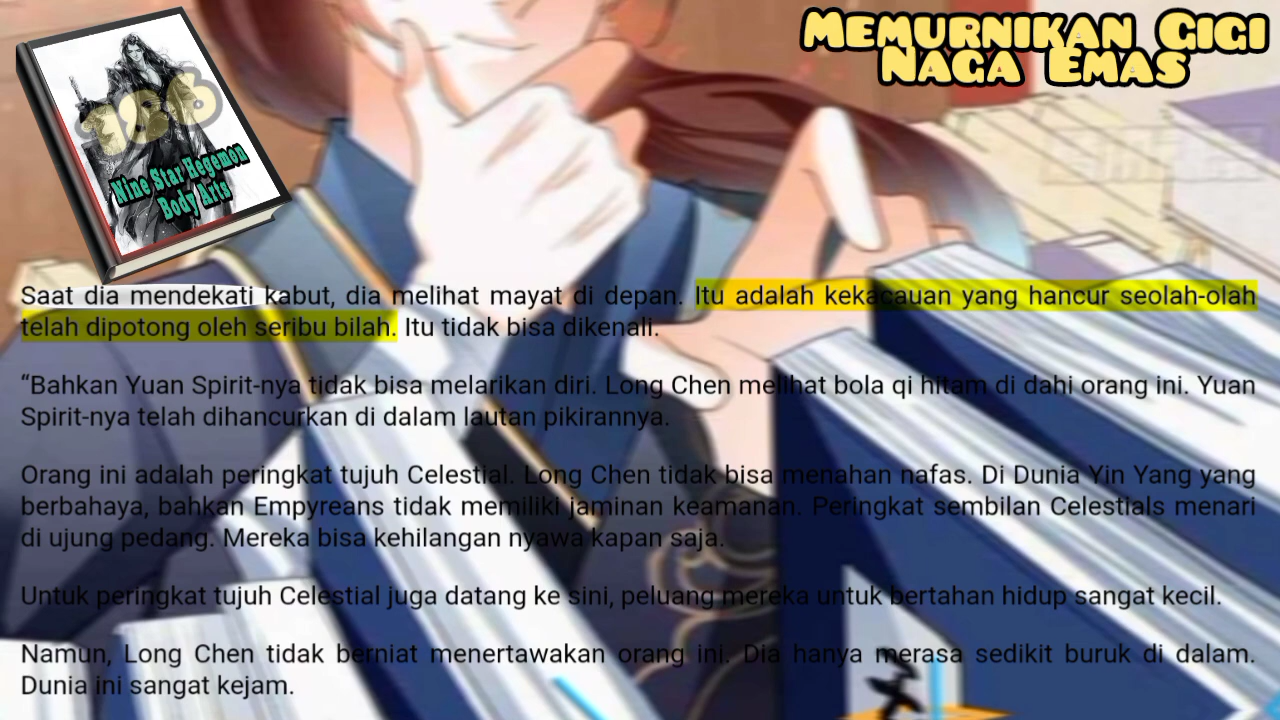 MEMURNIKAN GIGI
NAGA EMAS
186
Nine Star Hegemon
Body Arts
Saat dia mendekati kabut, dia melihat mayat di depan. Itu adalah kekacauan yang hancur seolah-olah
telah dipotong oleh seribu bilah. Itu tidak bisa dikenali.
“Bahkan Yuan Spirit-nya tidak bisa melarikan diri. Long Chen melihat bola qi hitam di dahi orang ini. Yuan
Spirit-nya telah dihancurkan di dalam lautan pikirannya.
Orang ini adalah peringkat tujuh Celestial. Long Chen tidak bisa menahan nafas. Di Dunia Yin Yang yang
berbahaya, bahkan Empyreans tidak memiliki jaminan keamanan. Peringkat sembilan Celestials menari
di ujung pedang. Mereka bisa kehilangan nyawa kapan saja.
Untuk peringkat tujuh Celestial juga datang ke sini, peluang mereka untuk bertahan hidup sangat kecil.
Namun, Long Chen tidak berniat menertawakan orang ini. Dia hanya merasa sedikit buruk di dalam.
Dunia ini sangat kejam.